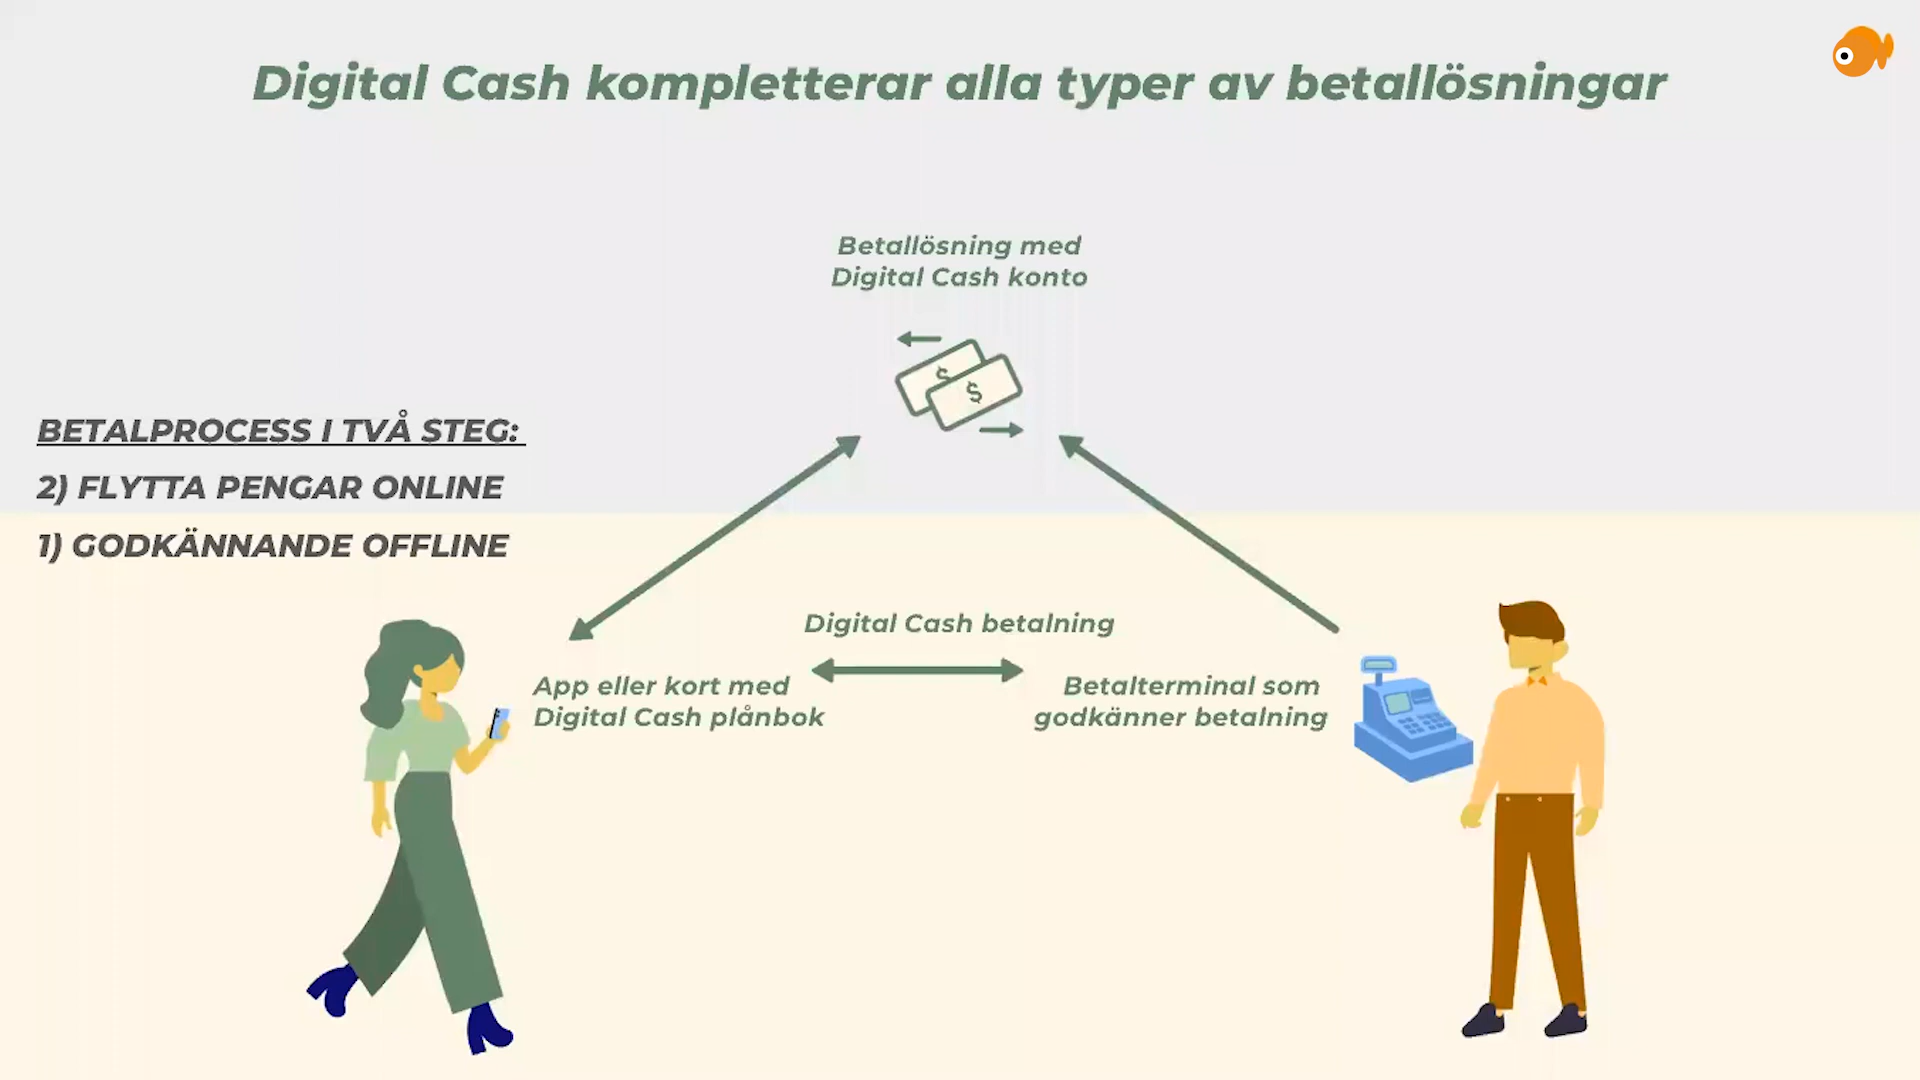 Digital Cash kompletterar alla typer av betallösningar
Betallösning med
Digital Cash konto
$
$
BETALPROCESS I TVÅ STEG:
2) FLYTTA PENGAR ONLINE
1) GODKÄNNANDE OFFLINE
Digital Cash betalning
App eller kort med
Digital Cash plånbok
Betalterminal som
godkänner betalning